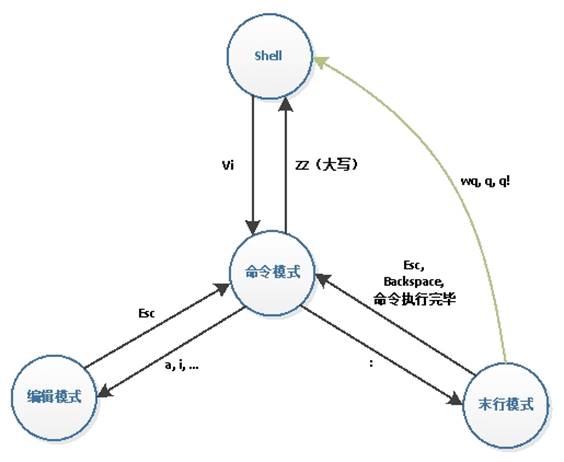 Shell
Vi
ZZ（大写）
wq, q, q!
命令模式
Esc,
Backspace,
命令执行完毕
Esc
a, i, ...
:
编辑模式
末行模式